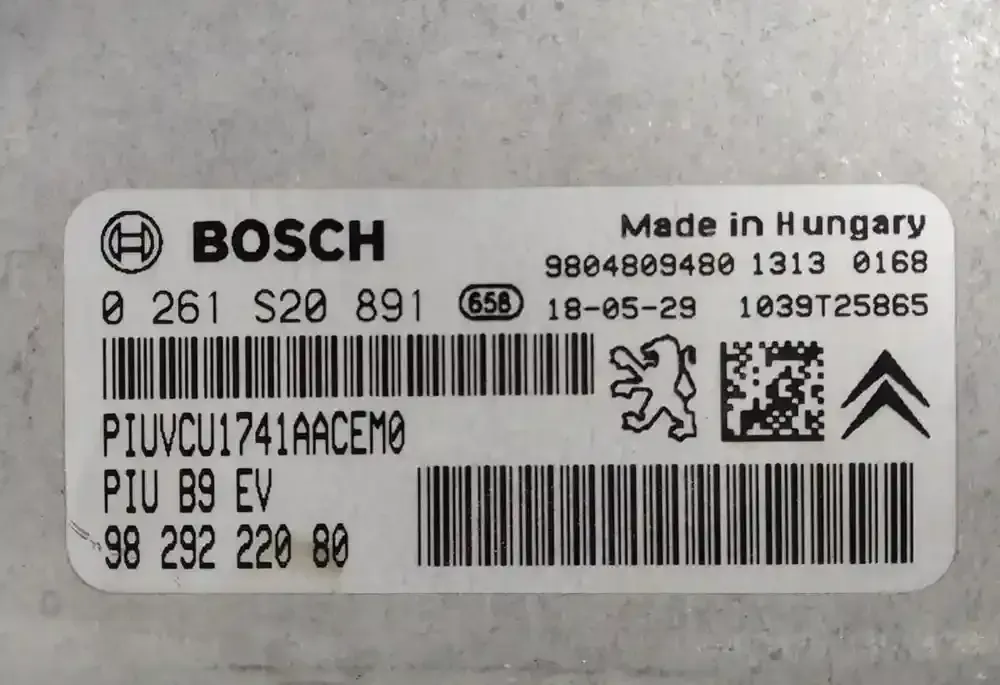 BOSCH
Made in Hungary
9804809480 1313 0168
0 261 S20 891 658 18-05-29 1039T25865
PIUVCU1741AACEM0
PIU B9 EV
98 292 220 80